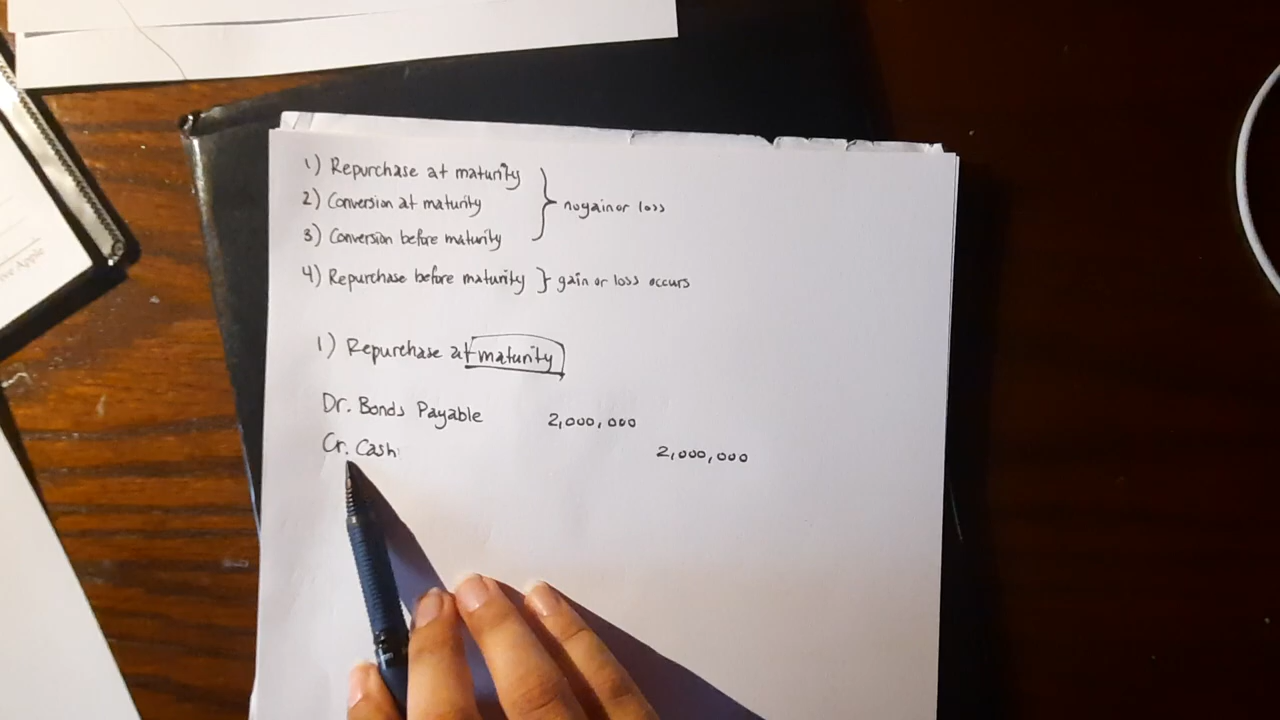 1) Repurchase at maturity
2) Conversion at maturity
3) Conversion before maturity
} no gain or loss
4) Repurchase before maturity } gain or loss occurs
1) Repurchase at maturity
Dr. Bonds Payable 2,000,000
Cr. Cash 2,000,000
Apple